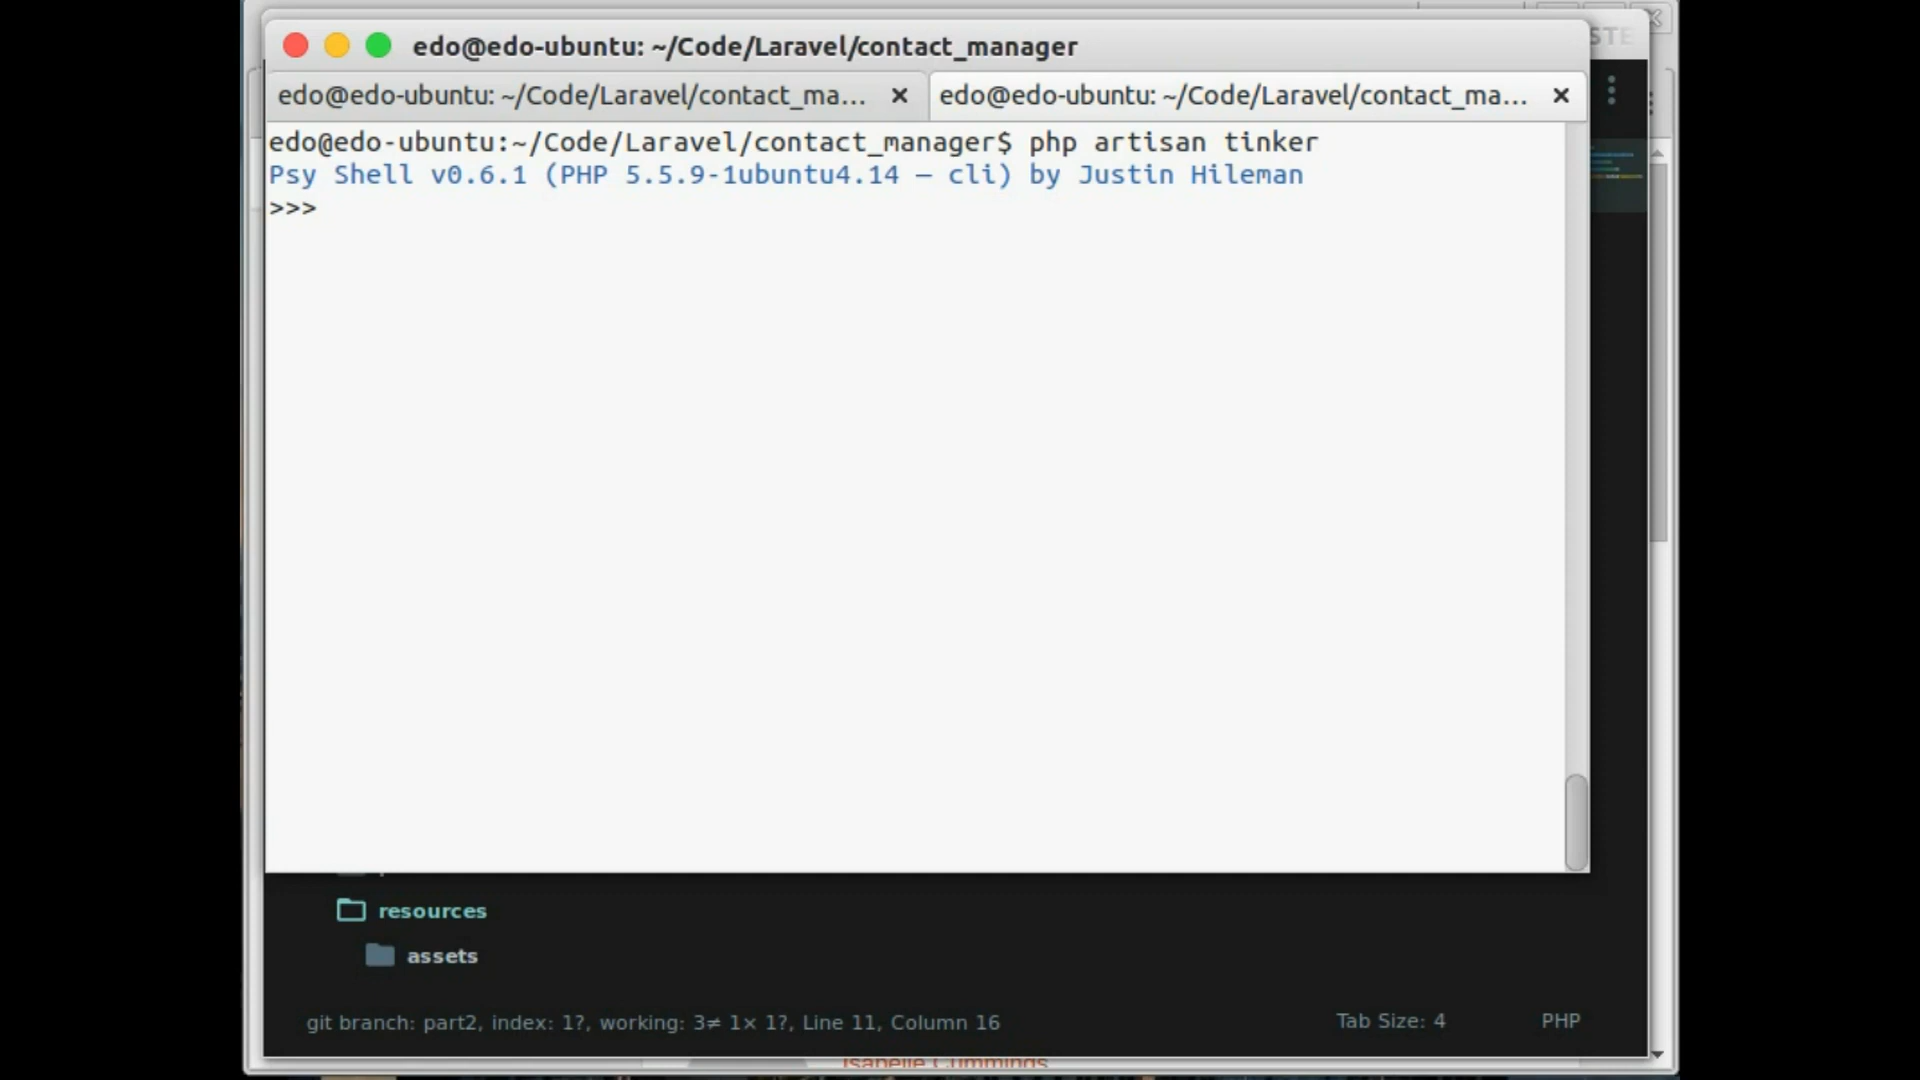 STE
edo@edo-ubuntu: ~/Code/Laravel/contact_manager
edo@edo-ubuntu: ~/Code/Laravel/contact_ma... ×
edo@edo-ubuntu: ~/Code/Laravel/contact_ma... ×
edo@edo-ubuntu:~/Code/Laravel/contact_manager$ php artisan tinker
Psy Shell v0.6.1 (PHP 5.5.9-1ubuntu4.14 — cli) by Justin Hileman
>>>
resources
assets
git branch: part2, index: 1?, working: 3≠ 1× 1?, Line 11, Column 16
Tab Size: 4
PHP
Isabelle Cummings